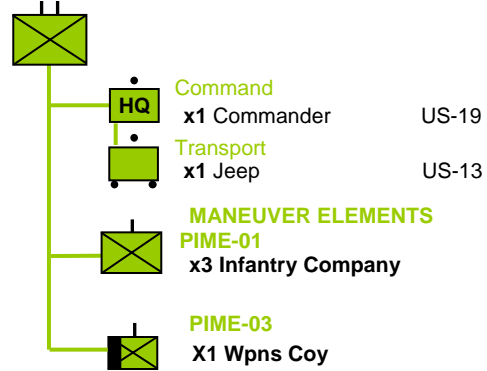 Command
HQ
x1 Commander US-19
Transport
x1 Jeep US-13
MANEUVER ELEMENTS
PIME-01
x3 Infantry Company
PIME-03
X1 Wpns Coy